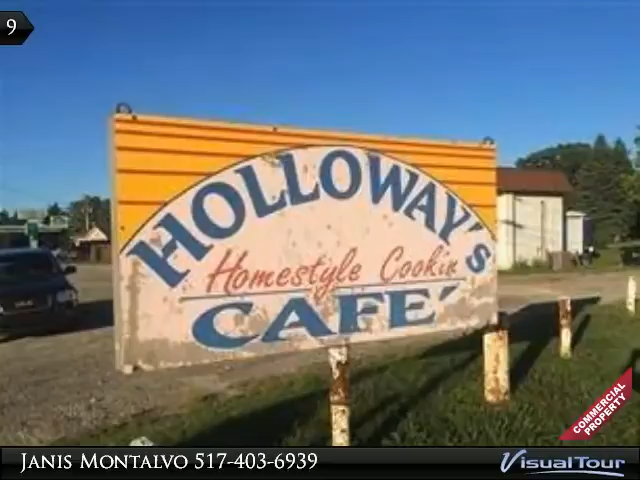 9
HOLLOWAY's
Homestyle Cookin
CAFE'
COMMERCIAL
PROPERTY
JANIS MONTALVO 517-403-6939
VISUALTOUR